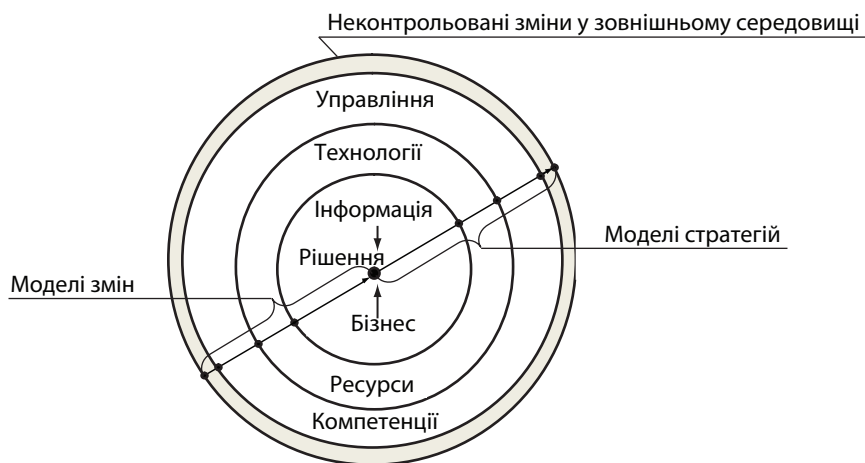 Неконтрольовані зміни у зовнішньому середовищі
Управління
Технології
Інформація
Рішення
Моделі стратегій
Моделі змін
Бізнес
Ресурси
Компетенції